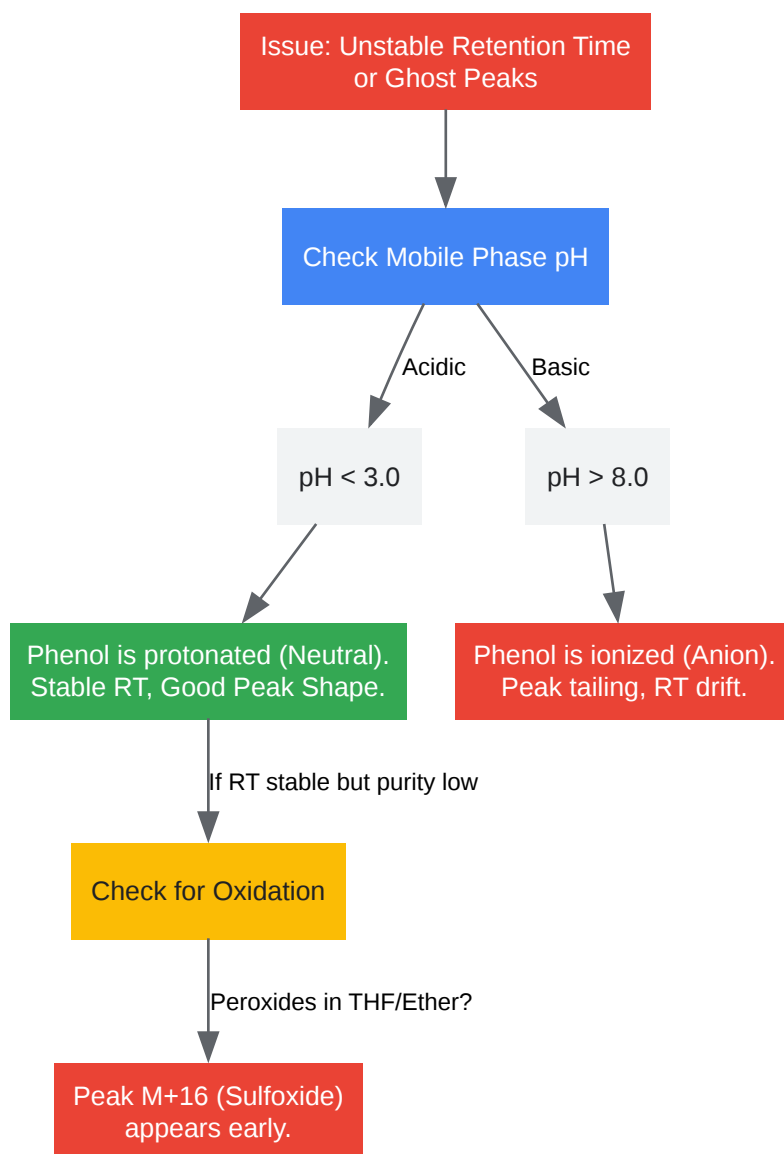 Issue: Unstable Retention Time
or Ghost Peaks
Check Mobile Phase pH
Acidic
Basic
pH < 3.0
pH > 8.0
Phenol is protonated (Neutral).
Stable RT, Good Peak Shape.
Phenol is ionized (Anion).
Peak tailing, RT drift.
If RT stable but purity low
Check for Oxidation
Peroxides in THF/Ether?
Peak M+16 (Sulfoxide)
appears early.